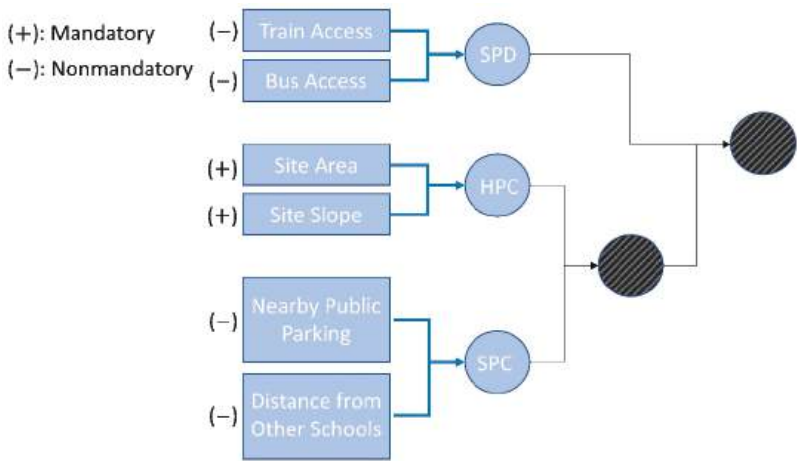 (+): Mandatory
(−): Nonmandatory
(−) Train Access
(−) Bus Access
SPD
(+) Site Area
(+) Site Slope
HPC
(−) Nearby Public
Parking
(−) Distance from
Other Schools
SPC